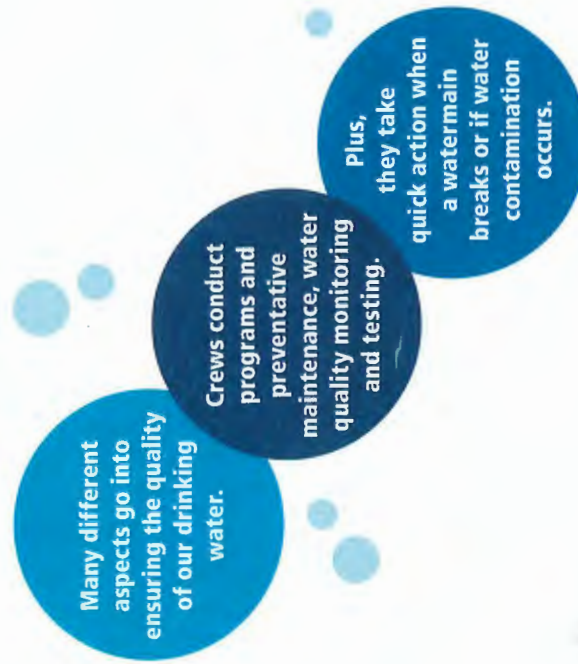 Many different
aspects go into
ensuring the quality
of our drinking
water.
Crews conduct
programs and
preventative
maintenance, water
quality monitoring
and testing.
Plus,
they take
quick action when
a watermain
breaks or if water
contamination
occurs.